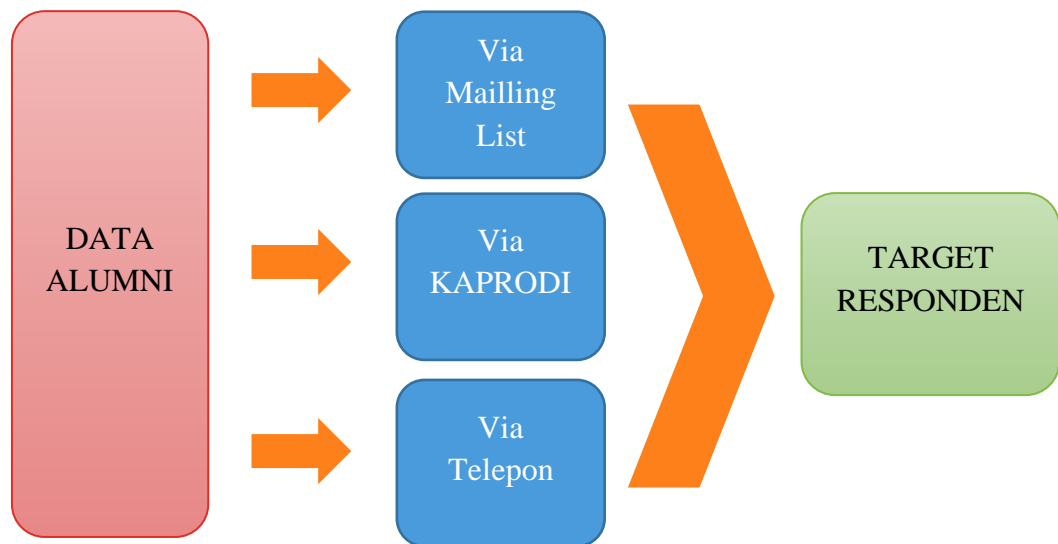 DATA
ALUMNI
Via
Mailling
List
Via
KAPRODI
Via
Telepon
TARGET
RESPONDEN